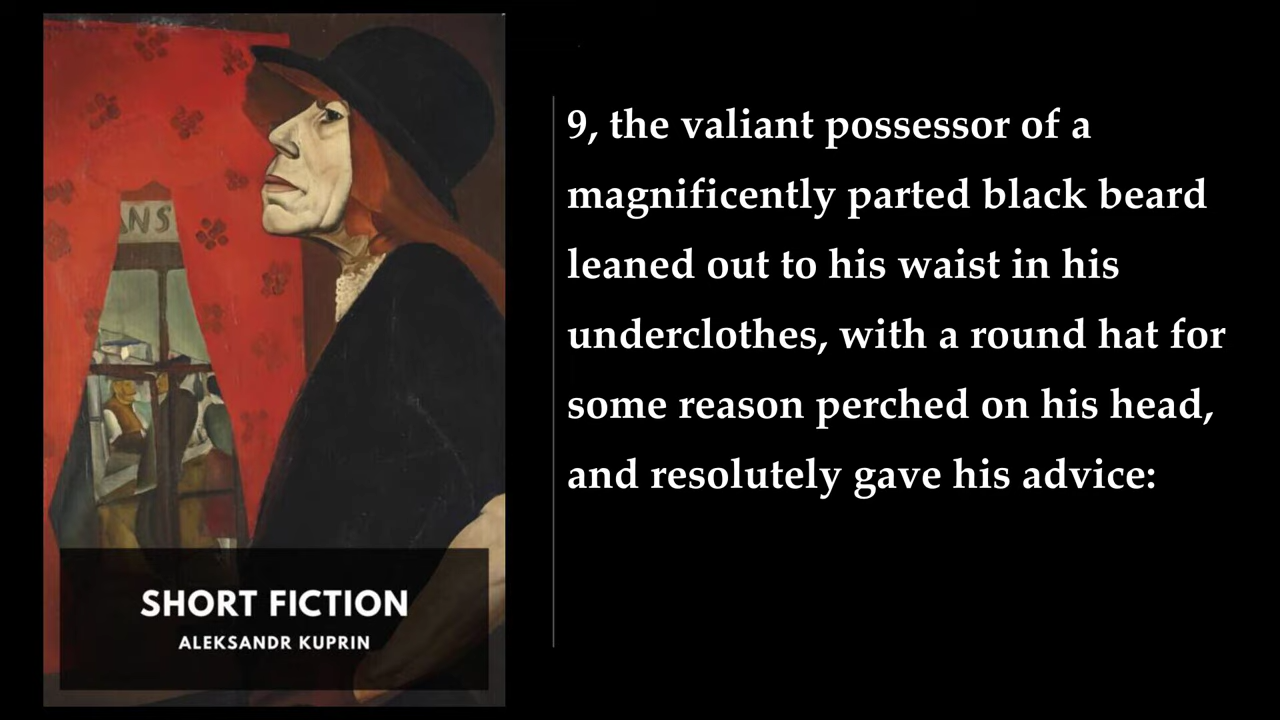 ANS
SHORT FICTION
ALEKSANDR KUPRIN
9, the valiant possessor of a
magnificently parted black beard
leaned out to his waist in his
underclothes, with a round hat for
some reason perched on his head,
and resolutely gave his advice: